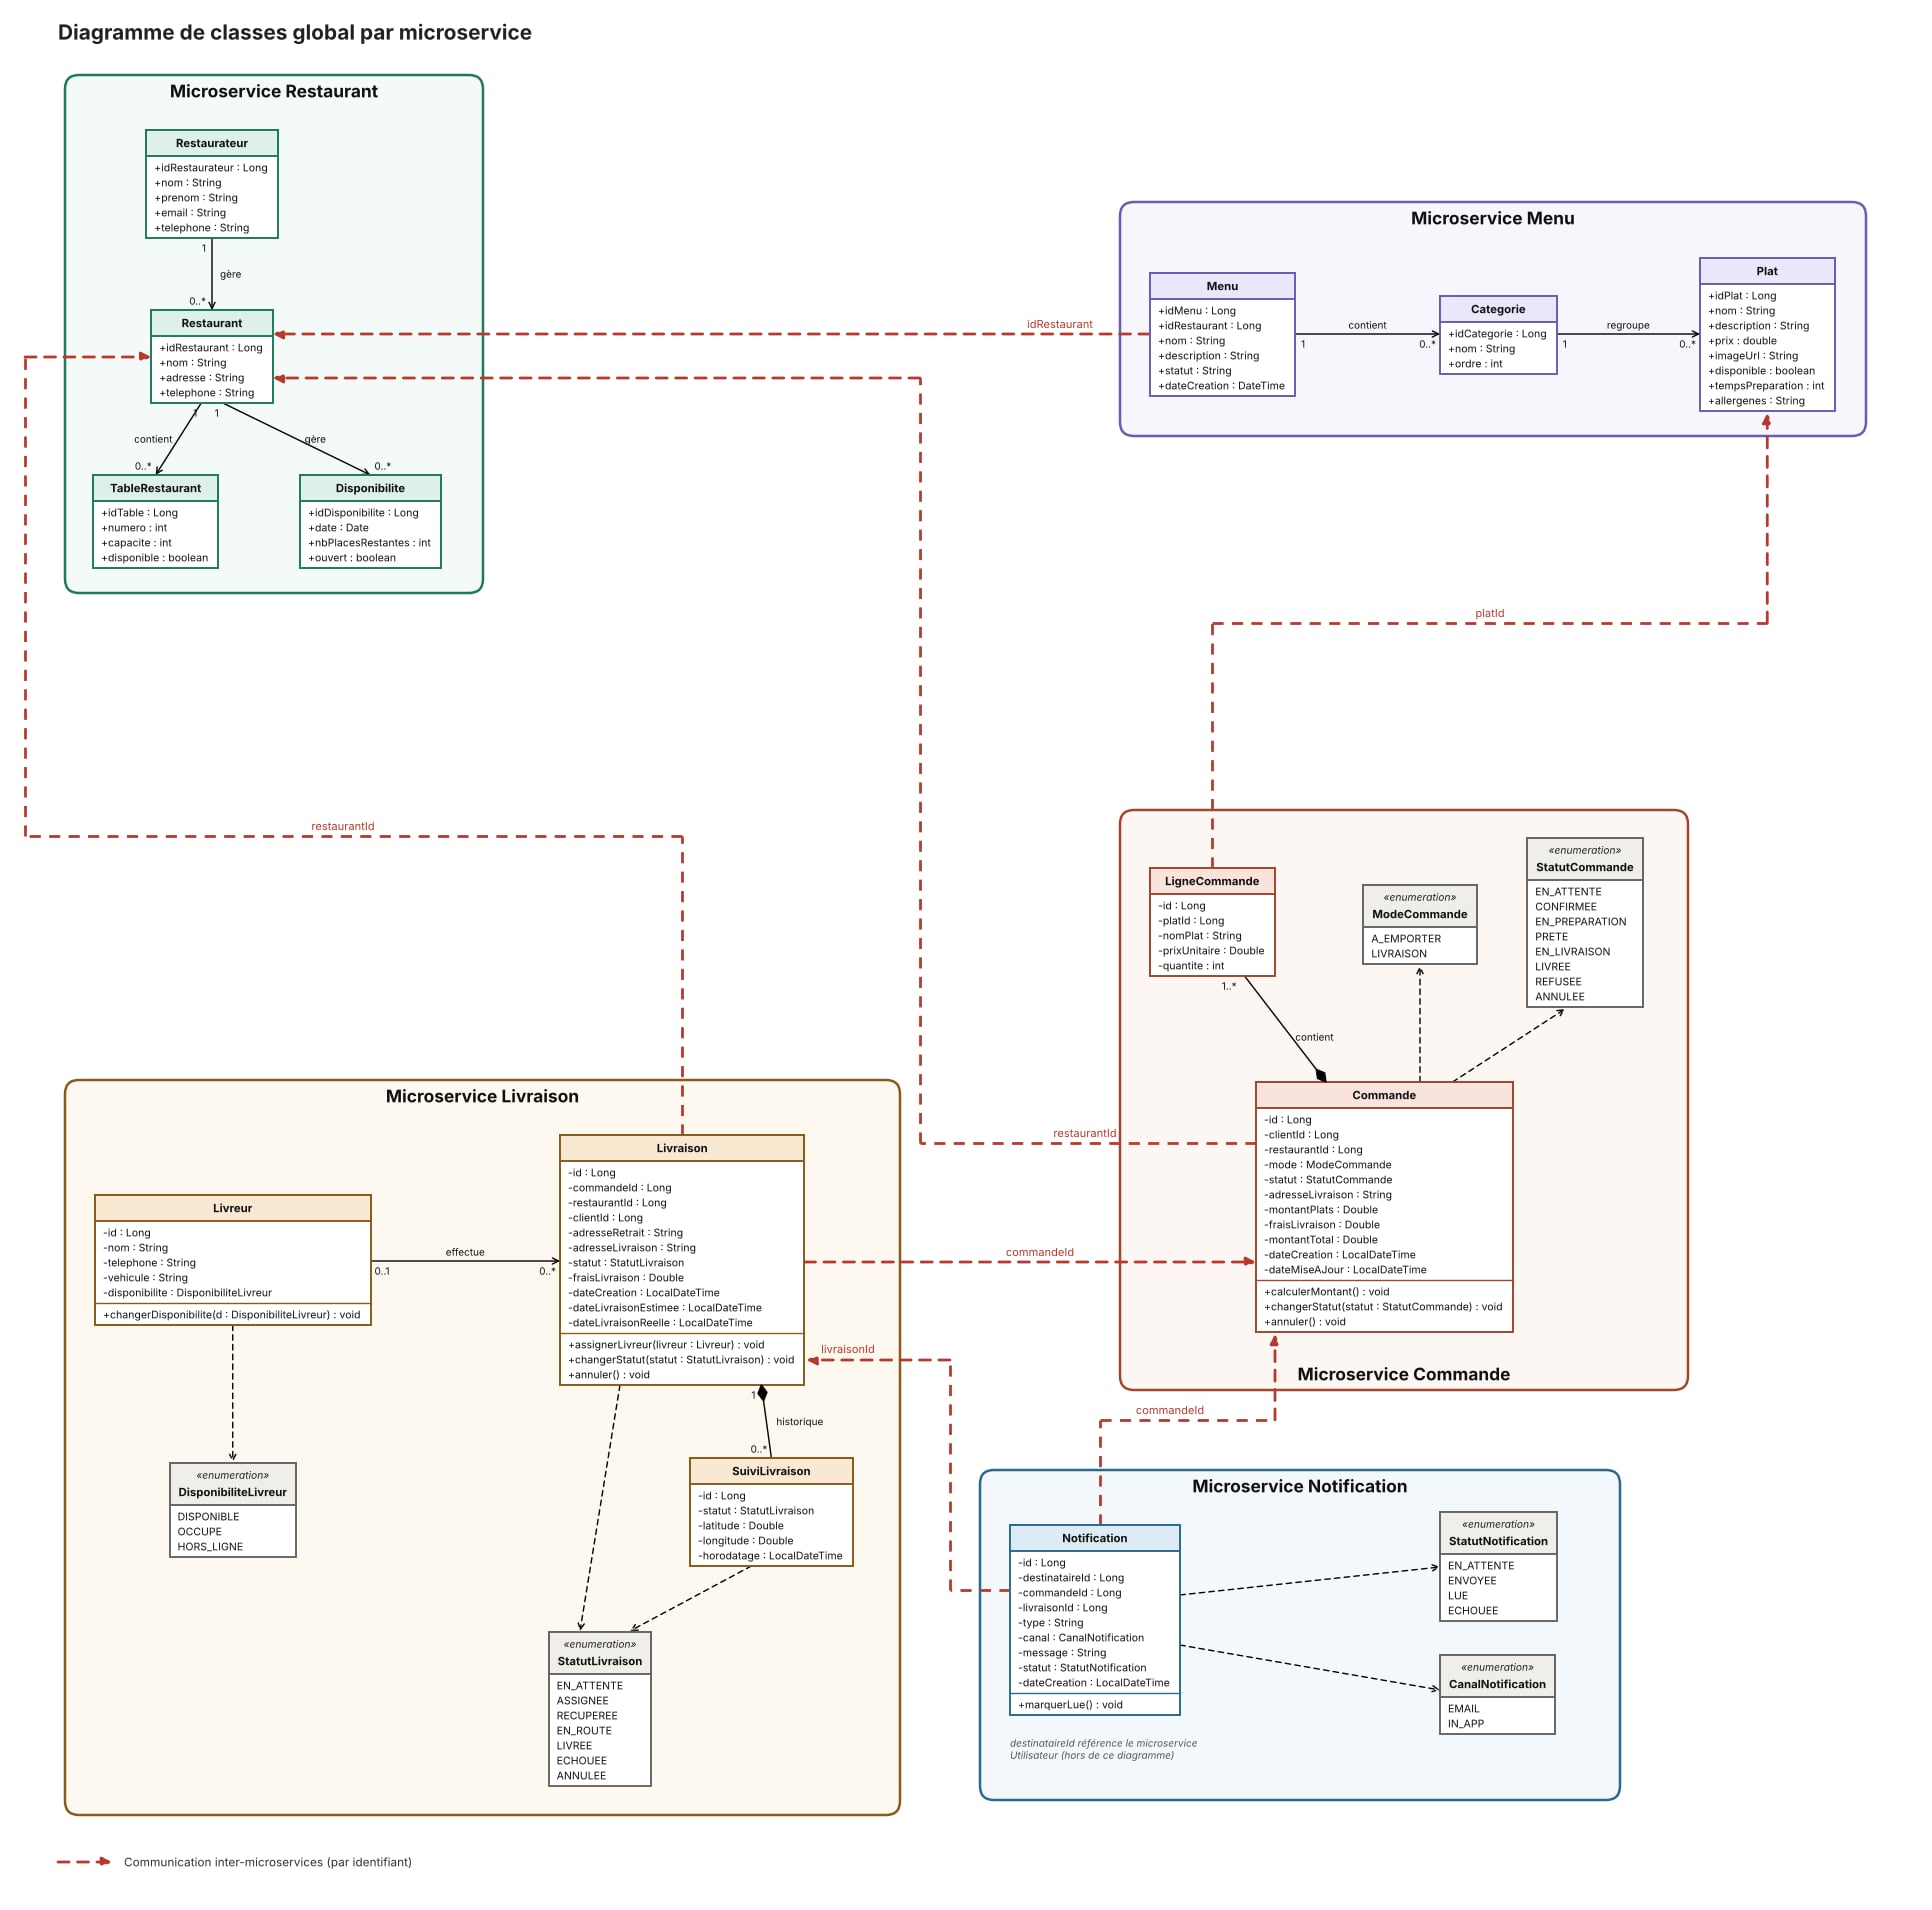 Diagramme de classes global par microservice
Microservice Restaurant
Restaurateur
+idRestaurateur : Long
+nom : String
+prenom : String
+email : String
+telephone : String
1
gère
0..*
Restaurant
+idRestaurant : Long
+nom : String
+adresse : String
+telephone : String
1
1
contient
gère
0..*
0..*
TableRestaurant
+idTable : Long
+numero : int
+capacite : int
+disponible : boolean
Disponibilite
+idDisponibilite : Long
+date : Date
+nbPlacesRestantes : int
+ouvert : boolean
idRestaurant
Microservice Menu
Menu
+idMenu : Long
+idRestaurant : Long
+nom : String
+description : String
+statut : String
+dateCreation : DateTime
contient
1
0..*
Categorie
+idCategorie : Long
+nom : String
+ordre : int
regroupe
1
0..*
Plat
+idPlat : Long
+nom : String
+description : String
+prix : double
+imageUrl : String
+disponible : boolean
+tempsPreparation : int
+allergenes : String
platId
restaurantId
LigneCommande
-id : Long
-platId : Long
-nomPlat : String
-prixUnitaire : Double
-quantite : int
1..*
contient
«enumeration»
ModeCommande
A_EMPORTER
LIVRAISON
«enumeration»
StatutCommande
EN_ATTENTE
CONFIRMEE
EN_PREPARATION
PRETE
EN_LIVRAISON
LIVREE
REFUSEE
ANNULEE
Commande
-id : Long
-clientId : Long
-restaurantId : Long
-mode : ModeCommande
-statut : StatutCommande
-adresseLivraison : String
-montantPlats : Double
-fraisLivraison : Double
-montantTotal : Double
-dateCreation : LocalDateTime
-dateMiseAJour : LocalDateTime
+calculerMontant() : void
+changerStatut(statut : StatutCommande) : void
+annuler() : void
Microservice Commande
restaurantId
commandeId
livraisonId
commandeId
Microservice Livraison
Livreur
-id : Long
-nom : String
-telephone : String
-vehicule : String
-disponibilite : DisponibiliteLivreur
+changerDisponibilite(d : DisponibiliteLivreur) : void
effectue
0..1
0..*
Livraison
-id : Long
-commandeId : Long
-restaurantId : Long
-clientId : Long
-adresseRetrait : String
-adresseLivraison : String
-statut : StatutLivraison
-fraisLivraison : Double
-dateCreation : LocalDateTime
-dateLivraisonEstimee : LocalDateTime
-dateLivraisonReelle : LocalDateTime
+assignerLivreur(livreur : Livreur) : void
+changerStatut(statut : StatutLivraison) : void
+annuler() : void
1
historique
0..*
«enumeration»
DisponibiliteLivreur
DISPONIBLE
OCCUPE
HORS_LIGNE
SuiviLivraison
-id : Long
-statut : StatutLivraison
-latitude : Double
-longitude : Double
-horodatage : LocalDateTime
«enumeration»
StatutLivraison
EN_ATTENTE
ASSIGNEE
RECUPEREE
EN_ROUTE
LIVREE
ECHOUEE
ANNULEE
Microservice Notification
Notification
-id : Long
-destinataireId : Long
-commandeId : Long
-livraisonId : Long
-type : String
-canal : CanalNotification
-message : String
-statut : StatutNotification
-dateCreation : LocalDateTime
+marquerLue() : void
«enumeration»
StatutNotification
EN_ATTENTE
ENVOYEE
LUE
ECHOUEE
«enumeration»
CanalNotification
EMAIL
IN_APP
destinataireId référence le microservice
Utilisateur (hors de ce diagramme)
Communication inter-microservices (par identifiant)